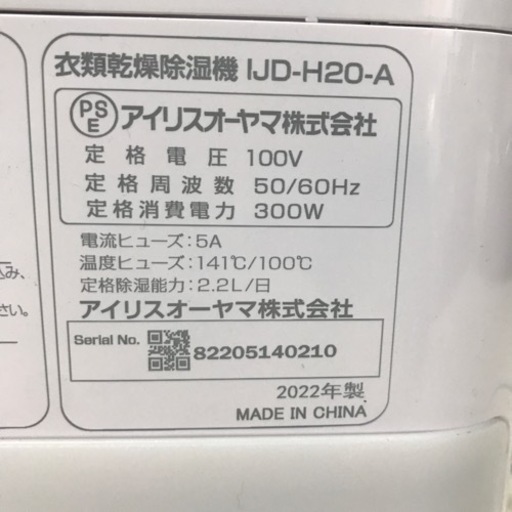 衣類乾燥除湿機 IJD-H20-A
PS
E アイリスオーヤマ株式会社
定格電圧 100V
定格周波数 50/60Hz
定格消費電力 300W
電流ヒューズ:5A
温度ヒューズ:141℃/100℃
定格除湿能力:2.2L/日
アイリスオーヤマ株式会社
Serial No. 82205140210
2022年製
MADE IN CHINA
込み、
さい。